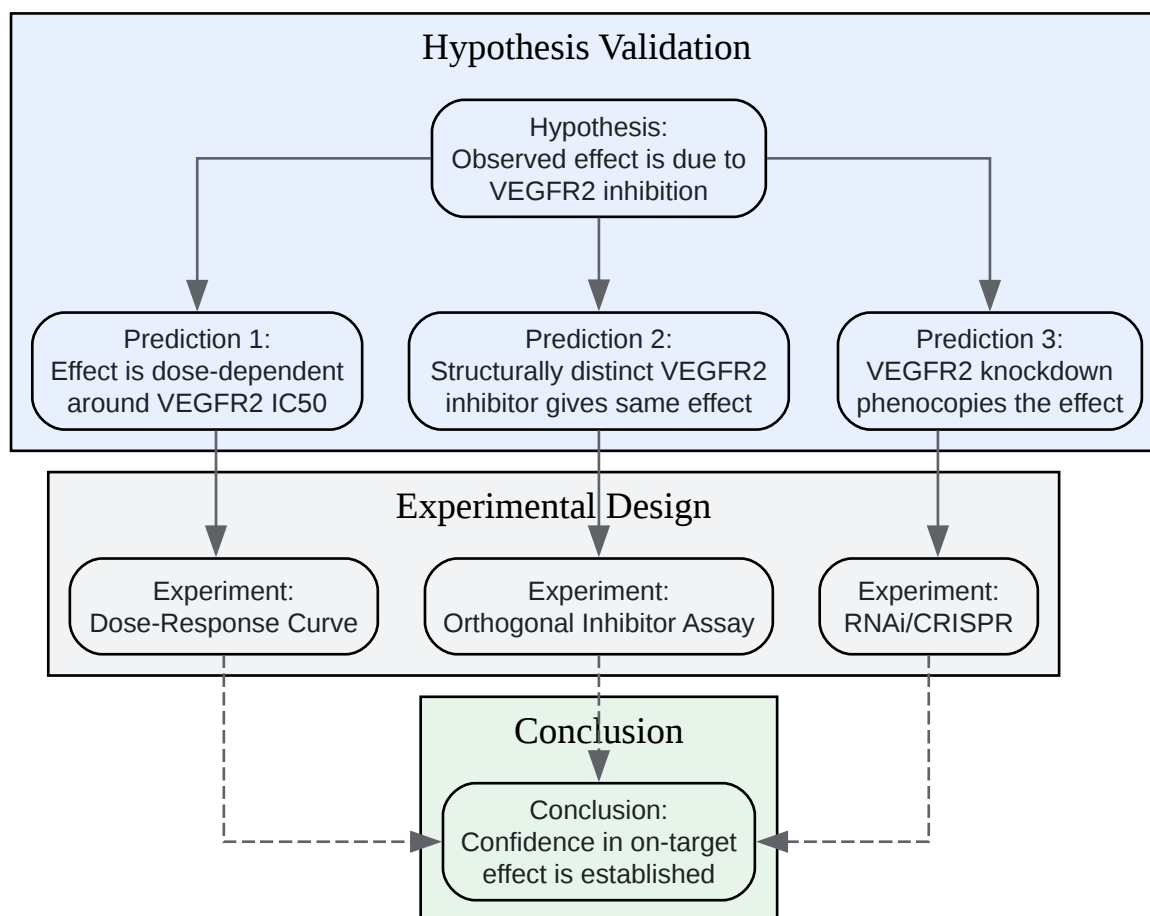 Hypothesis Validation
Hypothesis:
Observed effect is due to
VEGFR2 inhibition
Prediction 1:
Effect is dose-dependent
around VEGFR2 IC50
Prediction 2:
Structurally distinct VEGFR2
inhibitor gives same effect
Prediction 3:
VEGFR2 knockdown
phenocopies the effect
Experimental Design
Experiment:
Dose-Response Curve
Experiment:
Orthogonal Inhibitor Assay
Experiment:
RNAi/CRISPR
Conclusion
Conclusion:
Confidence in on-target
effect is established